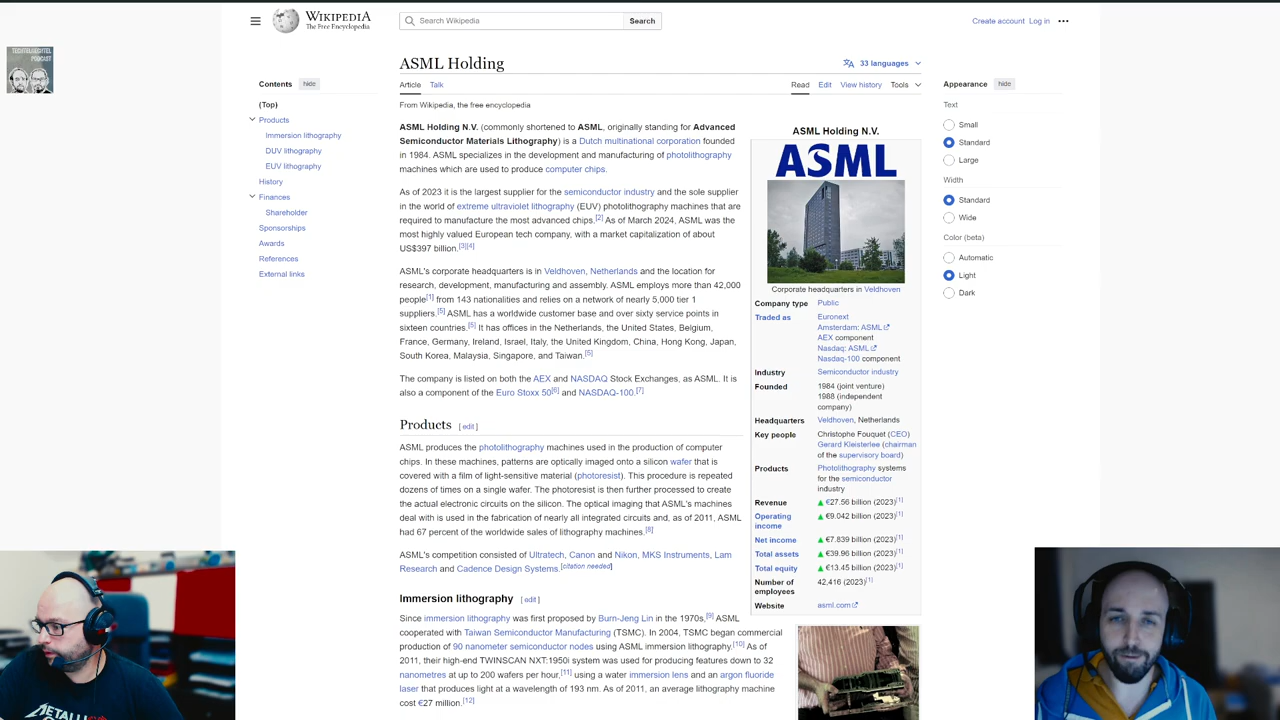 TECHTELMECHTEL
PODCAST
WIKIPEDIA
The Free Encyclopedia
Search Wikipedia
Search
Create account Log in
Contents hide
(Top)
Products
Immersion lithography
DUV lithography
EUV lithography
History
Finances
Shareholder
Sponsorships
Awards
References
External links
ASML Holding
33 languages
Article Talk
Read Edit View history Tools
From Wikipedia, the free encyclopedia
ASML Holding N.V. (commonly shortened to ASML, originally standing for Advanced
Semiconductor Materials Lithography) is a Dutch multinational corporation founded
in 1984. ASML specializes in the development and manufacturing of photolithography
machines which are used to produce computer chips.
As of 2023 it is the largest supplier for the semiconductor industry and the sole supplier
in the world of extreme ultraviolet lithography (EUV) photolithography machines that are
required to manufacture the most advanced chips.[2] As of March 2024, ASML was the
most highly valued European tech company, with a market capitalization of about
US$397 billion.[3][4]
ASML's corporate headquarters is in Veldhoven, Netherlands and the location for
research, development, manufacturing and assembly. ASML employs more than 42,000
people[1] from 143 nationalities and relies on a network of nearly 5,000 tier 1
suppliers.[5] ASML has a worldwide customer base and over sixty service points in
sixteen countries.[5] It has offices in the Netherlands, the United States, Belgium,
France, Germany, Ireland, Israel, Italy, the United Kingdom, China, Hong Kong, Japan,
South Korea, Malaysia, Singapore, and Taiwan.[5]
The company is listed on both the AEX and NASDAQ Stock Exchanges, as ASML. It is
also a component of the Euro Stoxx 50[6] and NASDAQ-100.[7]
Products [ edit ]
ASML produces the photolithography machines used in the production of computer
chips. In these machines, patterns are optically imaged onto a silicon wafer that is
covered with a film of light-sensitive material (photoresist). This procedure is repeated
dozens of times on a single wafer. The photoresist is then further processed to create
the actual electronic circuits on the silicon. The optical imaging that ASML's machines
deal with is used in the fabrication of nearly all integrated circuits and, as of 2011, ASML
had 67 percent of the worldwide sales of lithography machines.[8]
ASML's competition consisted of Ultratech, Canon and Nikon, MKS Instruments, Lam
Research and Cadence Design Systems.[citation needed]
Immersion lithography [ edit ]
Since immersion lithography was first proposed by Burn-Jeng Lin in the 1970s,[9] ASML
cooperated with Taiwan Semiconductor Manufacturing (TSMC). In 2004, TSMC began commercial
production of 90 nanometer semiconductor nodes using ASML immersion lithography.[10] As of
2011, their high-end TWINSCAN NXT:1950i system was used for producing features down to 32
nanometres at up to 200 wafers per hour,[11] using a water immersion lens and an argon fluoride
laser that produces light at a wavelength of 193 nm. As of 2011, an average lithography machine
cost €27 million.[12]
ASML Holding N.V.
ASML
Corporate headquarters in Veldhoven
Company type Public
Traded as Euronext
Amsterdam: ASML
AEX component
Nasdaq: ASML
Nasdaq-100 component
Industry Semiconductor industry
Founded 1984 (joint venture)
1988 (independent
company)
Headquarters Veldhoven, Netherlands
Key people Christophe Fouquet (CEO)
Gerard Kleisterlee (chairman
of the supervisory board)
Products Photolithography systems
for the semiconductor
industry
Revenue ▲ €27.56 billion (2023)[1]
Operating ▲ €9.042 billion (2023)[1]
income
Net income ▲ €7.839 billion (2023)[1]
Total assets ▲ €39.96 billion (2023)[1]
Total equity ▲ €13.45 billion (2023)[1]
Number of 42,416 (2023)[1]
employees
Website asml.com
Appearance hide
Text
Small
Standard
Large
Width
Standard
Wide
Color (beta)
Automatic
Light
Dark
METALLIC